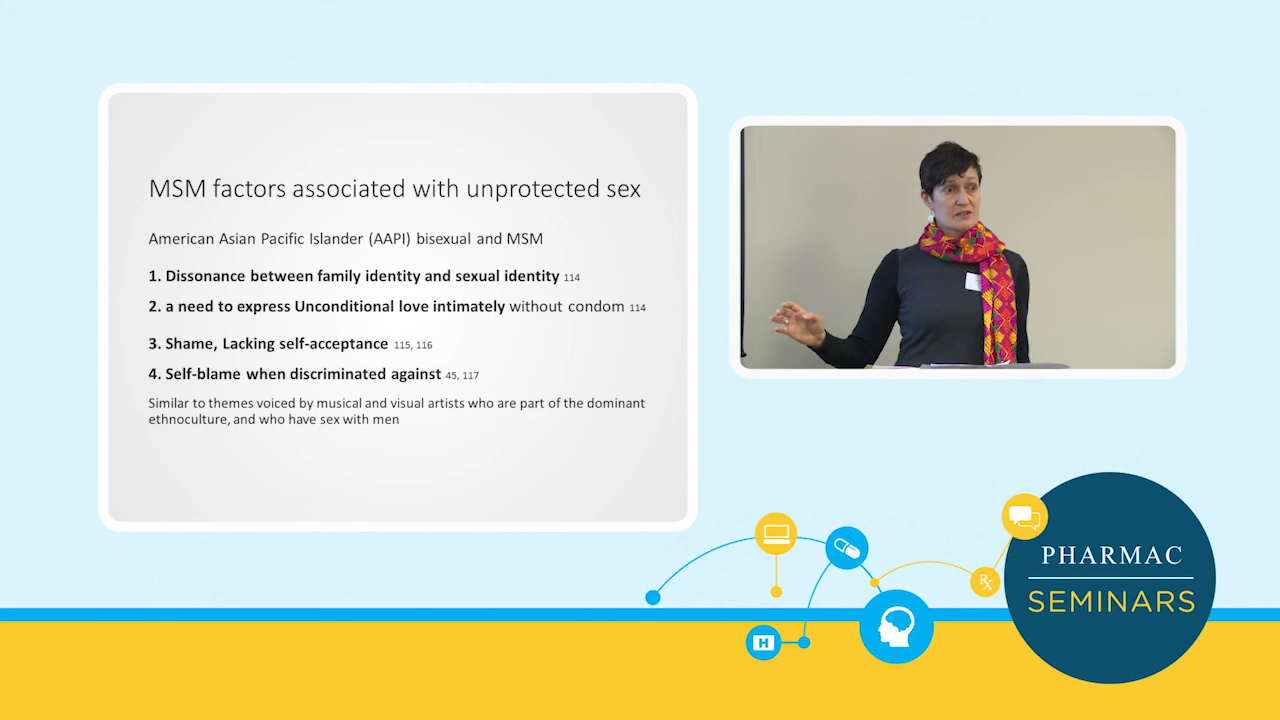 MSM factors associated with unprotected sex
American Asian Pacific Islander (AAPI) bisexual and MSM
1. Dissonance between family identity and sexual identity 114
2. a need to express Unconditional love intimately without condom 114
3. Shame, Lacking self-acceptance 115, 116
4. Self-blame when discriminated against 45, 117
Similar to themes voiced by musical and visual artists who are part of the dominant
ethnoculture, and who have sex with men
PHARMAC
SEMINARS
Rx
H